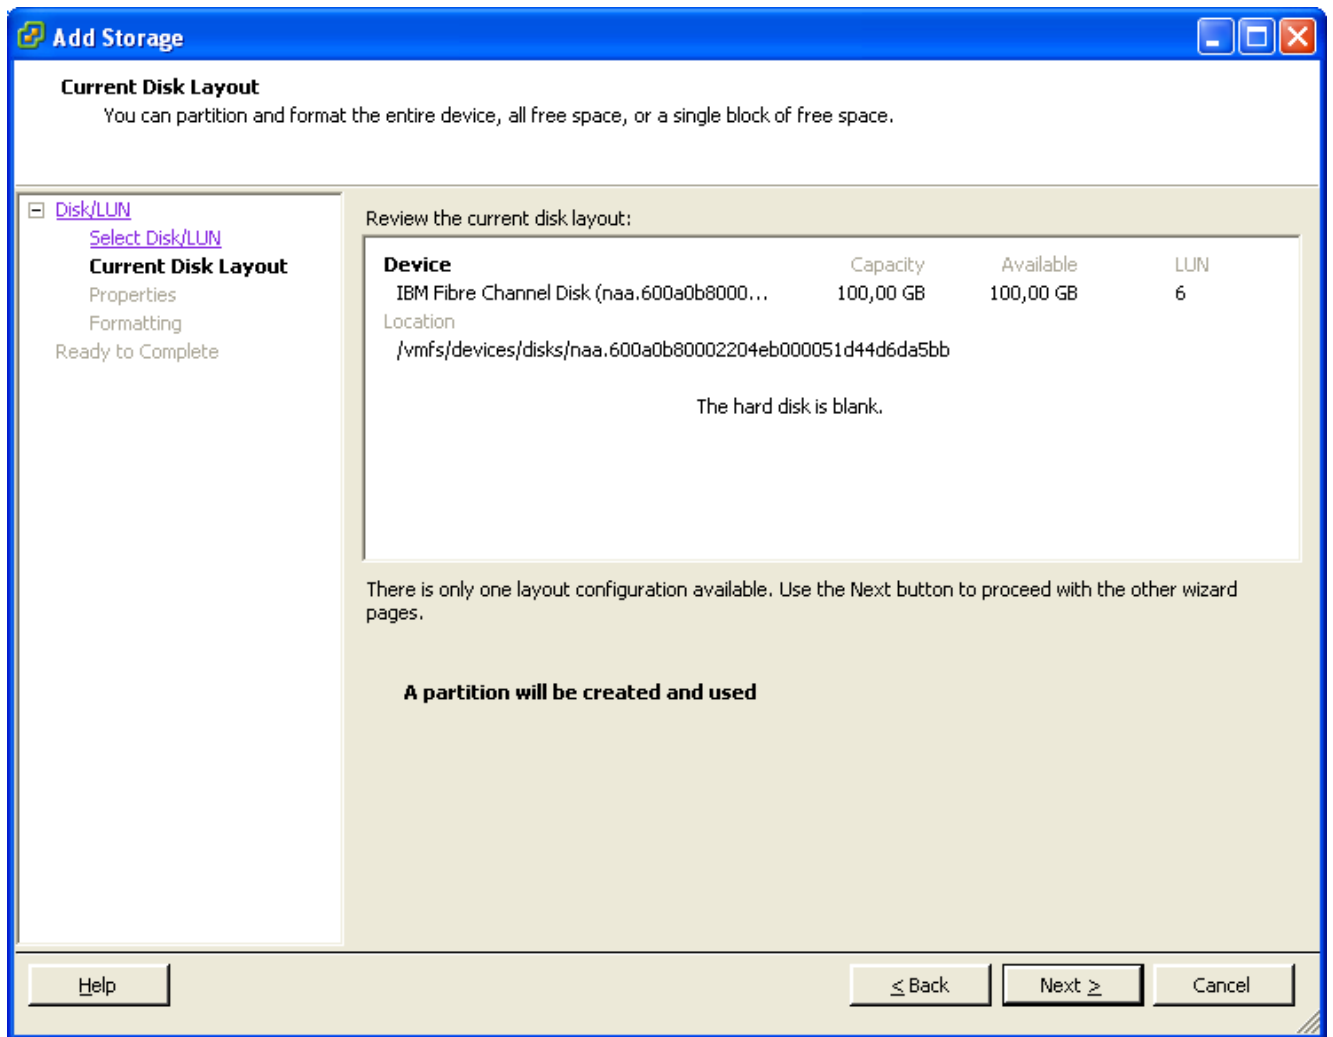 Add Storage
Current Disk Layout
You can partition and format the entire device, all free space, or a single block of free space.
Disk/LUN
Select Disk/LUN
Current Disk Layout
Properties
Formatting
Ready to Complete
Review the current disk layout:
Device Capacity Available LUN
IBM Fibre Channel Disk (naa.600a0b8000... 100,00 GB 100,00 GB 6
Location
/vmfs/devices/disks/naa.600a0b80002204eb000051d44d6da5bb
The hard disk is blank.
There is only one layout configuration available. Use the Next button to proceed with the other wizard
pages.
A partition will be created and used
Help < Back Next > Cancel